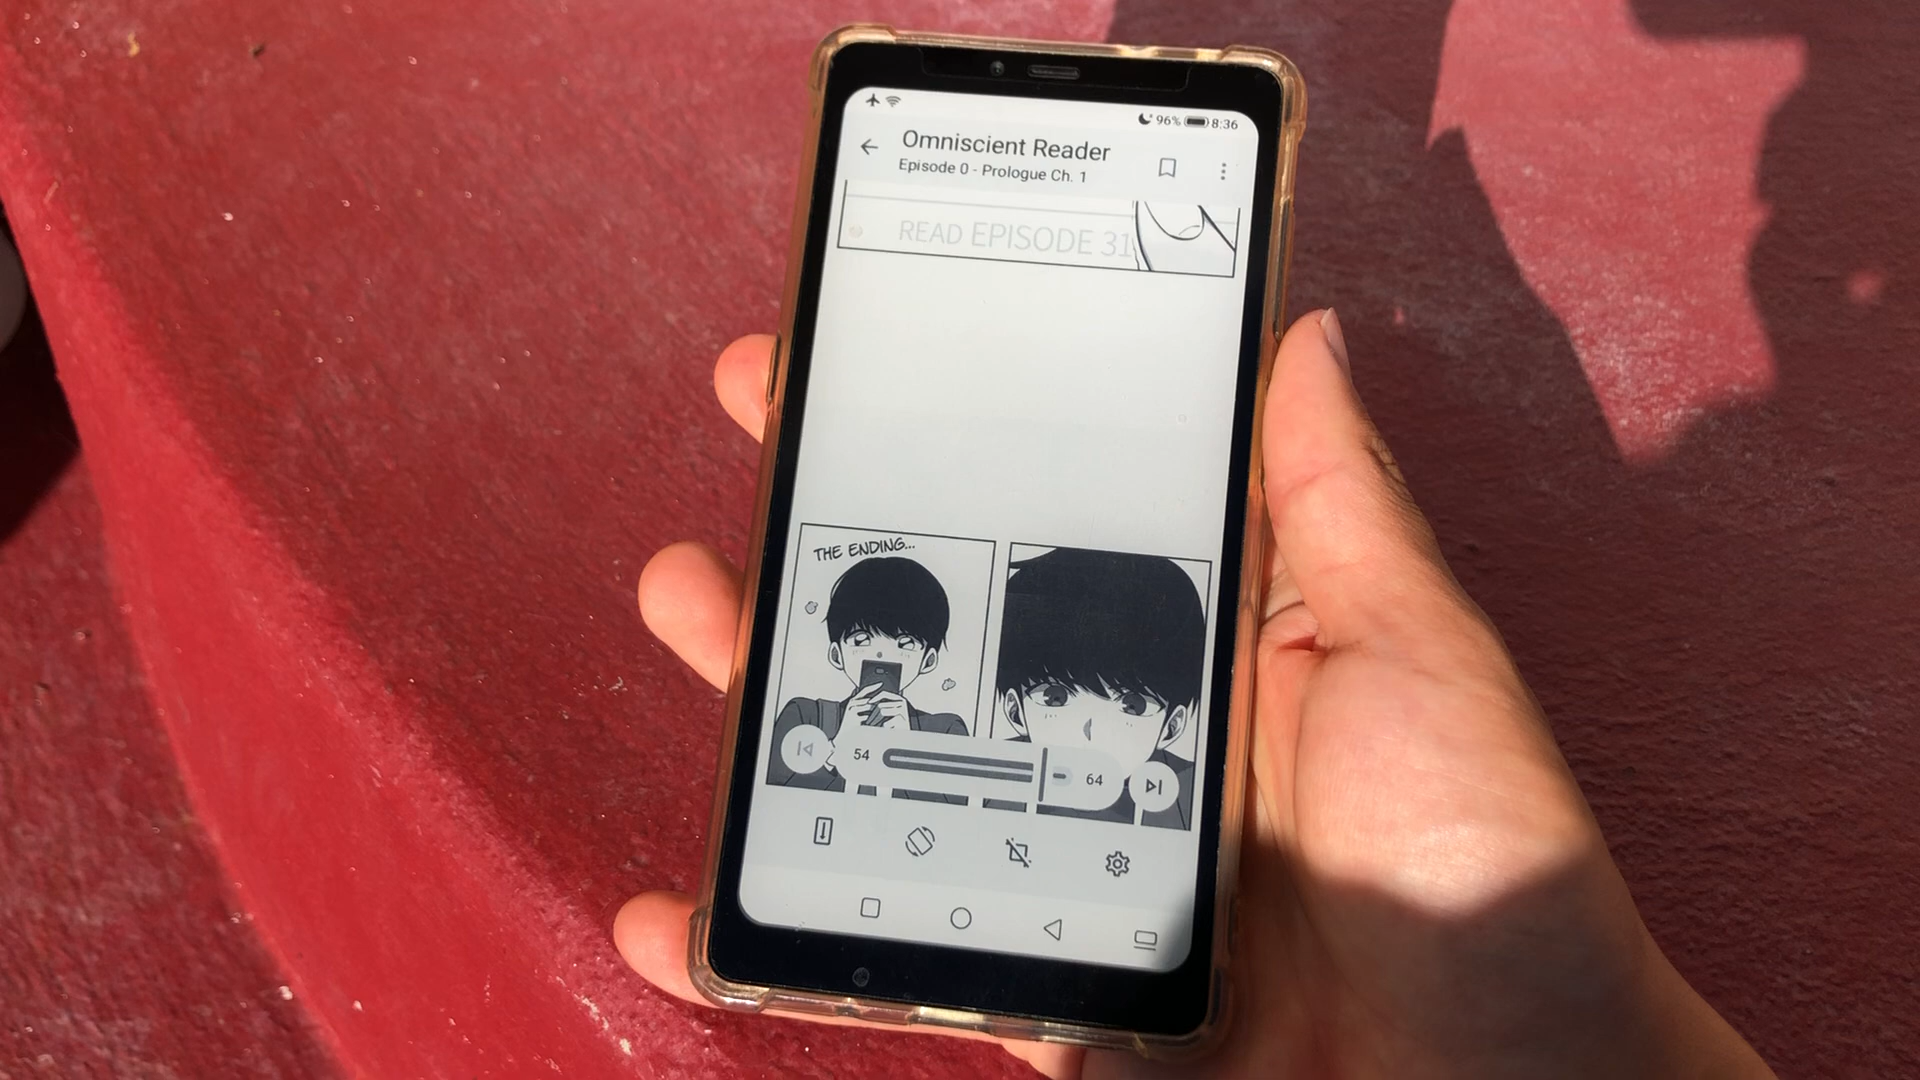 96% 8:36
Omniscient Reader
Episode 0 - Prologue Ch. 1
READ EPISODE 31
THE ENDING...
54 64